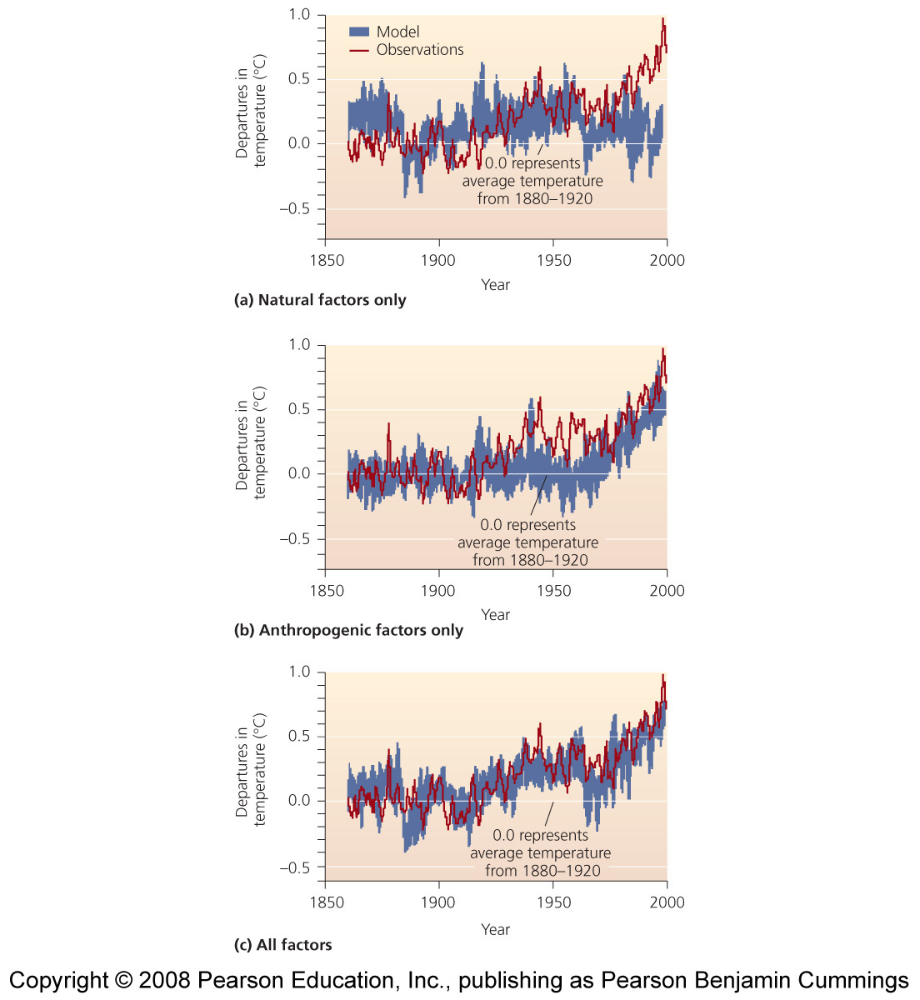 1.0
Model
Observations
0.5
Departures in
temperature (°C)
0.0
0.0 represents
average temperature
from 1880–1920
–0.5
1850 1900 1950 2000
Year
(a) Natural factors only
1.0
0.5
Departures in
temperature (°C)
0.0
0.0 represents
average temperature
from 1880–1920
–0.5
1850 1900 1950 2000
Year
(b) Anthropogenic factors only
1.0
0.5
Departures in
temperature (°C)
0.0
0.0 represents
average temperature
from 1880–1920
–0.5
1850 1900 1950 2000
Year
(c) All factors
Copyright © 2008 Pearson Education, Inc., publishing as Pearson Benjamin Cummings